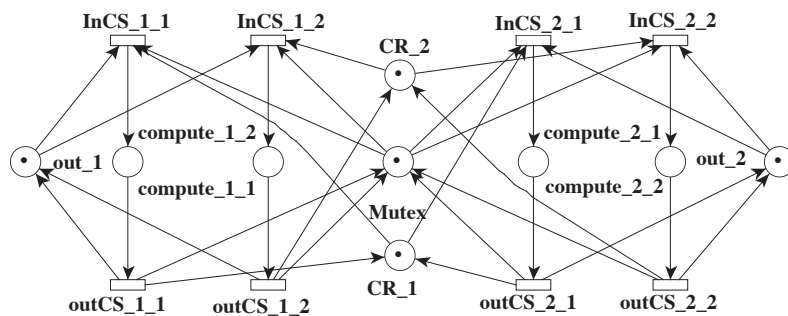 InCS_1_1
InCS_1_2
CR_2
InCS_2_1
InCS_2_2
out_1
compute_1_2
compute_1_1
Mutex
compute_2_1
compute_2_2
out_2
CR_1
outCS_1_1
outCS_1_2
outCS_2_1
outCS_2_2